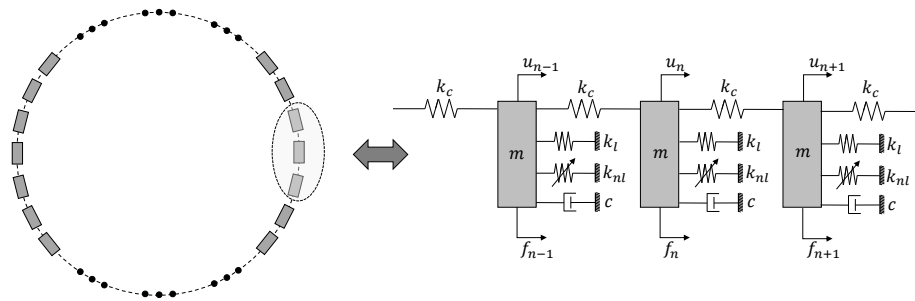 u_{n-1} u_n u_{n+1}
k_c k_c k_c k_c
k_l k_l k_l
m m m
k_{nl} k_{nl} k_{nl}
c c c
f_{n-1} f_n f_{n+1}